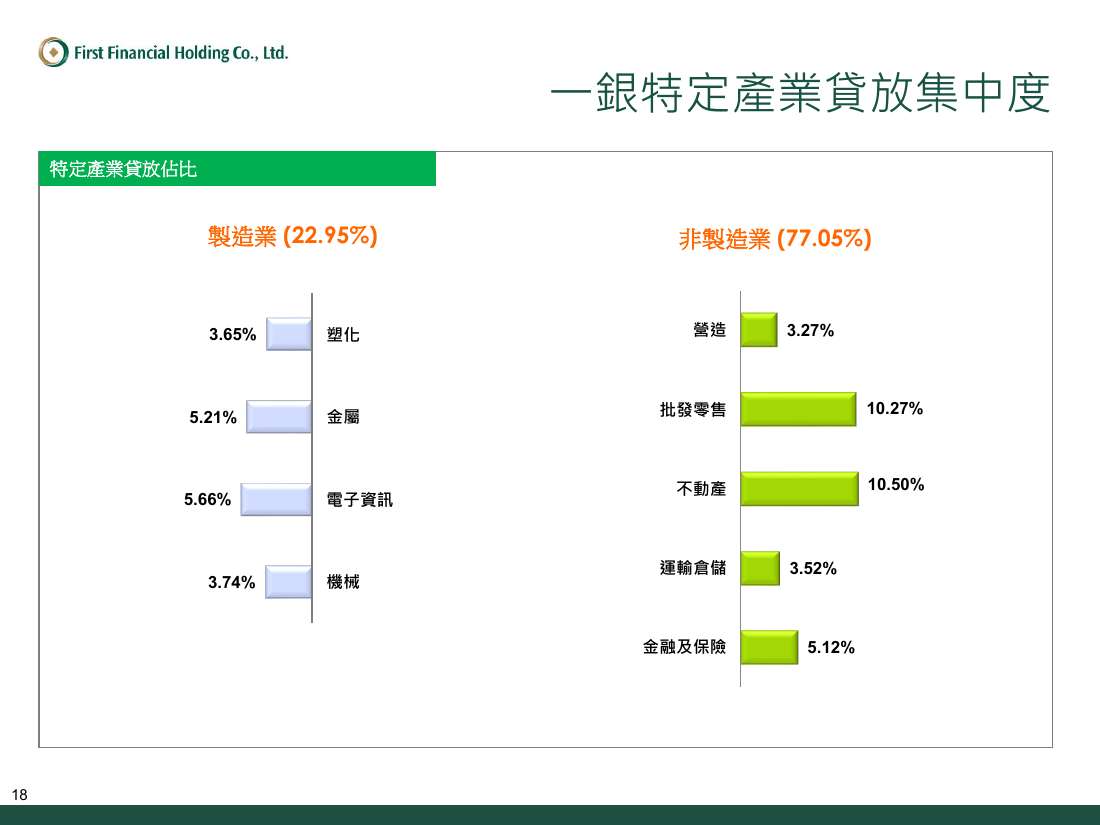 First Financial Holding Co., Ltd.
一銀特定產業貸放集中度
特定產業貸放佔比
製造業 (22.95%)
3.65% 塑化
5.21% 金屬
5.66% 電子資訊
3.74% 機械
非製造業 (77.05%)
營造 3.27%
批發零售 10.27%
不動產 10.50%
運輸倉儲 3.52%
金融及保險 5.12%
18